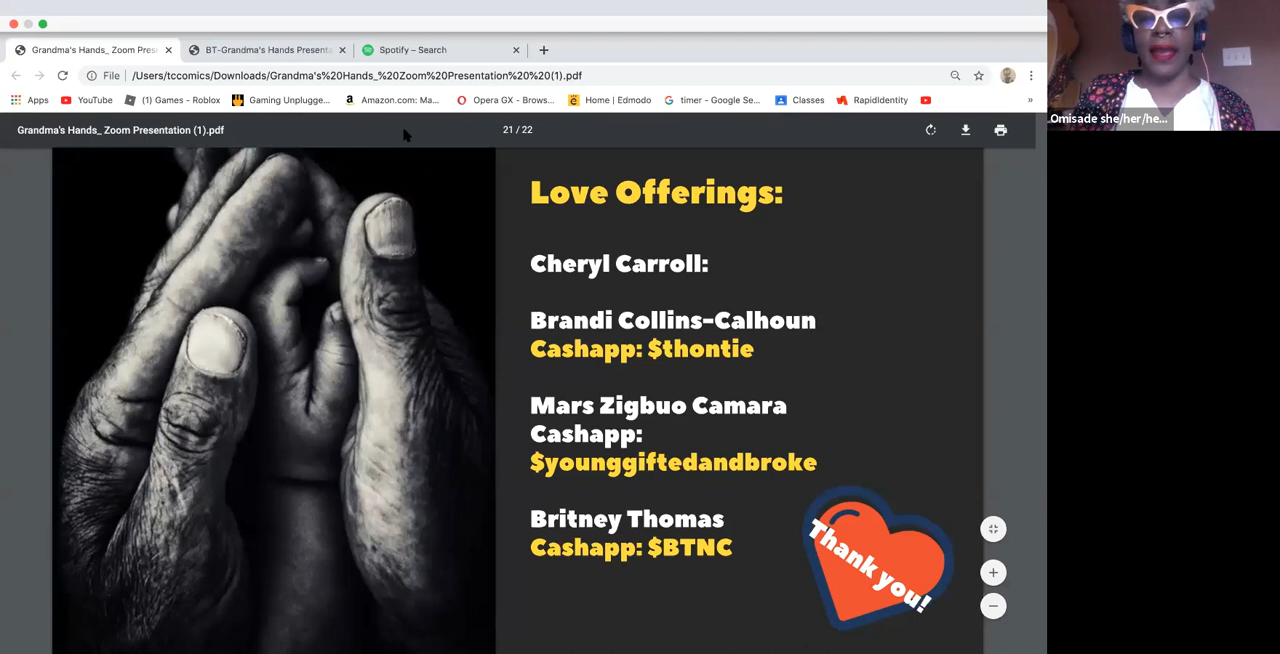 Grandma's Hands_ Zoom Pres
BT-Grandma's Hands Presenta
Spotify – Search
File
/Users/tccomics/Downloads/Grandma's%20Hands_%20Zoom%20Presentation%20%20(1).pdf
Apps
YouTube
(1) Games - Roblox
Gaming Unplugge...
Amazon.com: Ma...
Opera GX - Brows...
Home | Edmodo
timer - Google Se...
Classes
RapidIdentity
»
Grandma's Hands_ Zoom Presentation (1).pdf
21 / 22
Omisade she/her/he...
Love Offerings:
Cheryl Carroll:
Brandi Collins-Calhoun
Cashapp: $thontie
Mars Zigbuo Camara
Cashapp:
$younggiftedandbroke
Britney Thomas
Cashapp: $BTNC
Thank you!